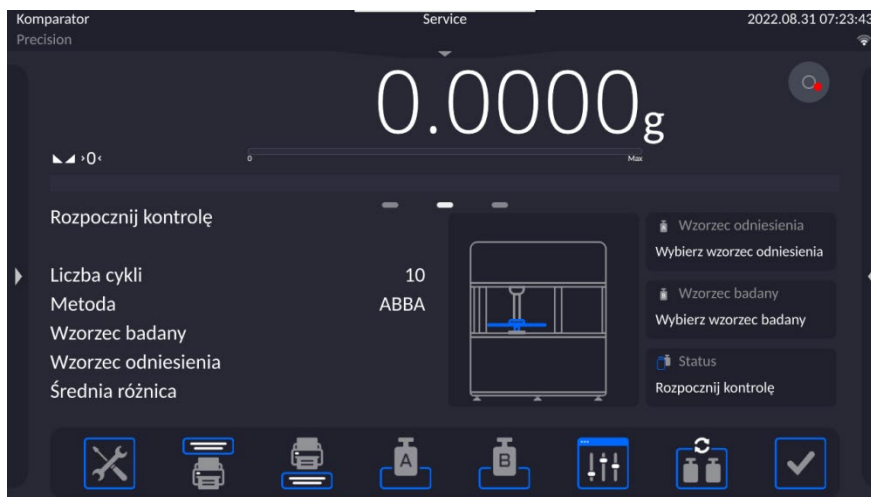 Komparator
Service
2022.08.31 07:23:43
Precision
0.0000g
›0‹
0
Max
Rozpocznij kontrolę
Liczba cykli 10
Metoda ABBA
Wzorzec badany
Wzorzec odniesienia
Średnia różnica
Wzorzec odniesienia
Wybierz wzorzec odniesienia
Wzorzec badany
Wybierz wzorzec badany
Status
Rozpocznij kontrolę
A
B